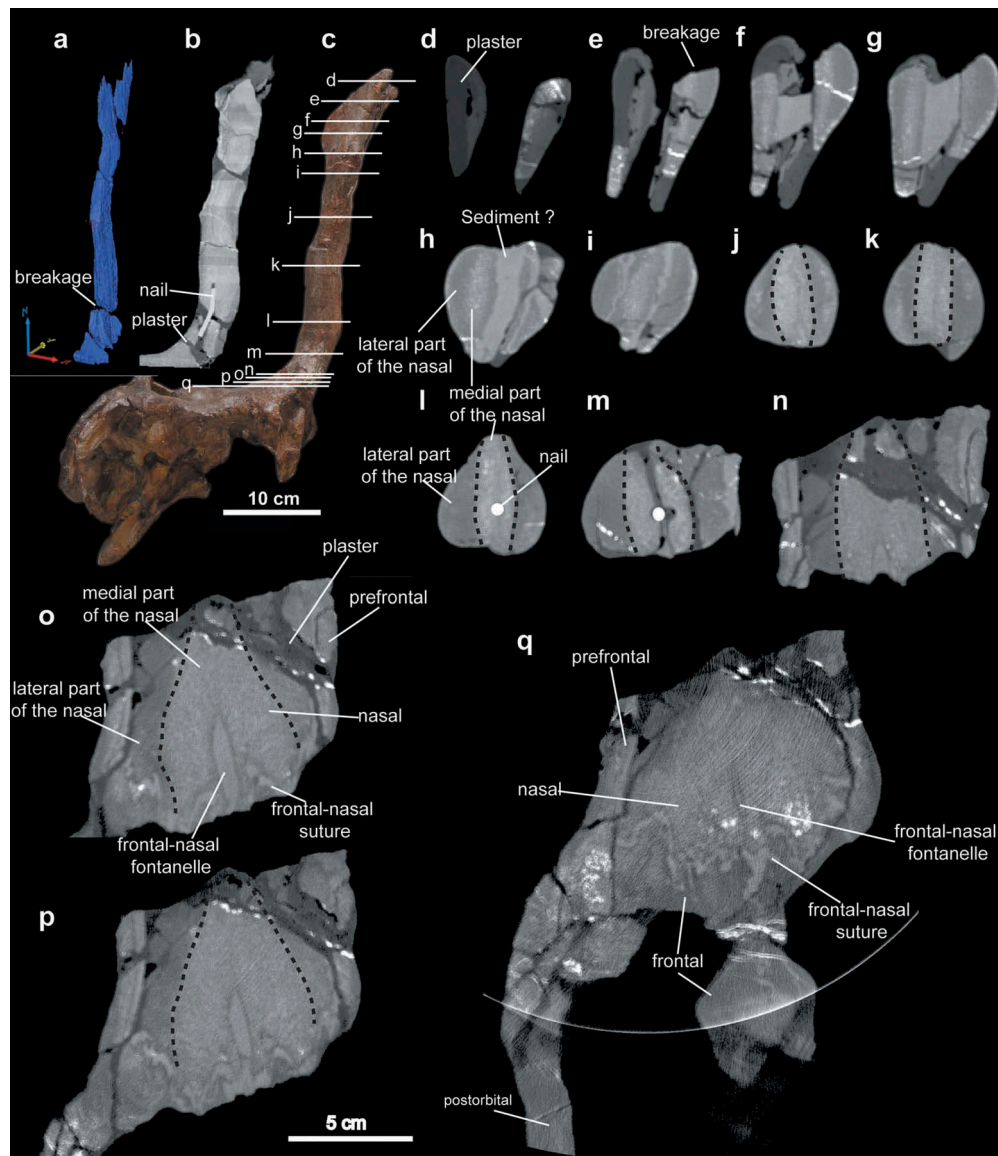 a
b
c
d
plaster
e
breakage
f
g
d
e
f
g
h
i
j
k
l
m
n
o
p
q
breakage
nail
plaster
10 cm
h
Sediment ?
i
j
k
lateral part
of the nasal
medial part
of the nasal
l
lateral part
of the nasal
nail
m
n
o
medial part
of the nasal
plaster
prefrontal
lateral part
of the nasal
nasal
frontal-nasal
suture
frontal-nasal
fontanelle
p
5 cm
q
prefrontal
nasal
frontal-nasal
fontanelle
frontal-nasal
suture
frontal
postorbital